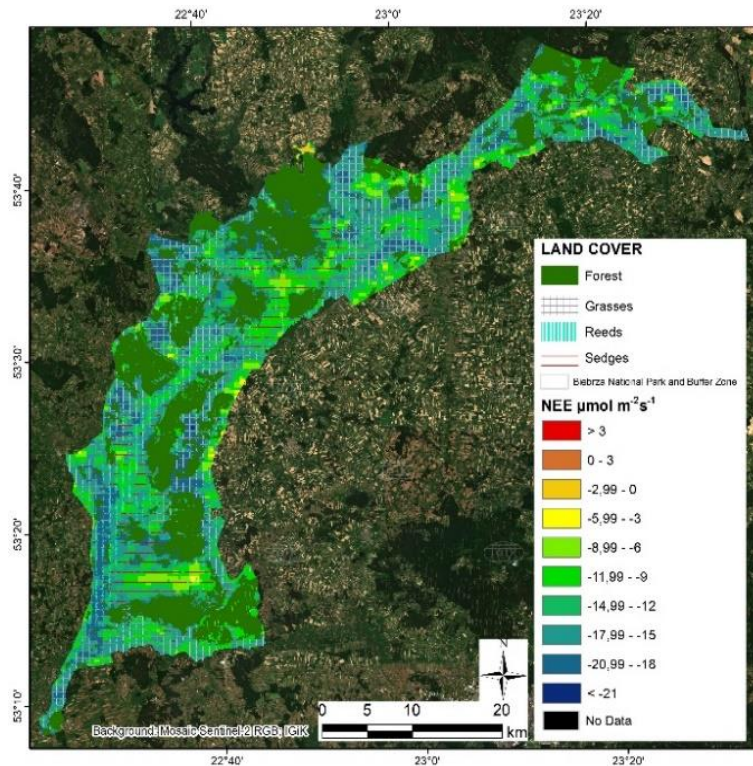 22°40'
23°0'
23°20'
53°40'
53°30'
53°20'
53°10'
LAND COVER
Forest
Grasses
Reeds
Sedges
Biebrza National Park and Buffer Zone
NEE µmol m⁻²s⁻¹
> 3
0 - 3
-2,99 - 0
-5,99 - -3
-8,99 - -6
-11,99 - -9
-14,99 - -12
-17,99 - -15
-20,99 - -18
< -21
No Data
N
0 5 10 20
km
Background: Mosaic Sentinel-2 RGB, IGiK
22°40'
23°0'
23°20'